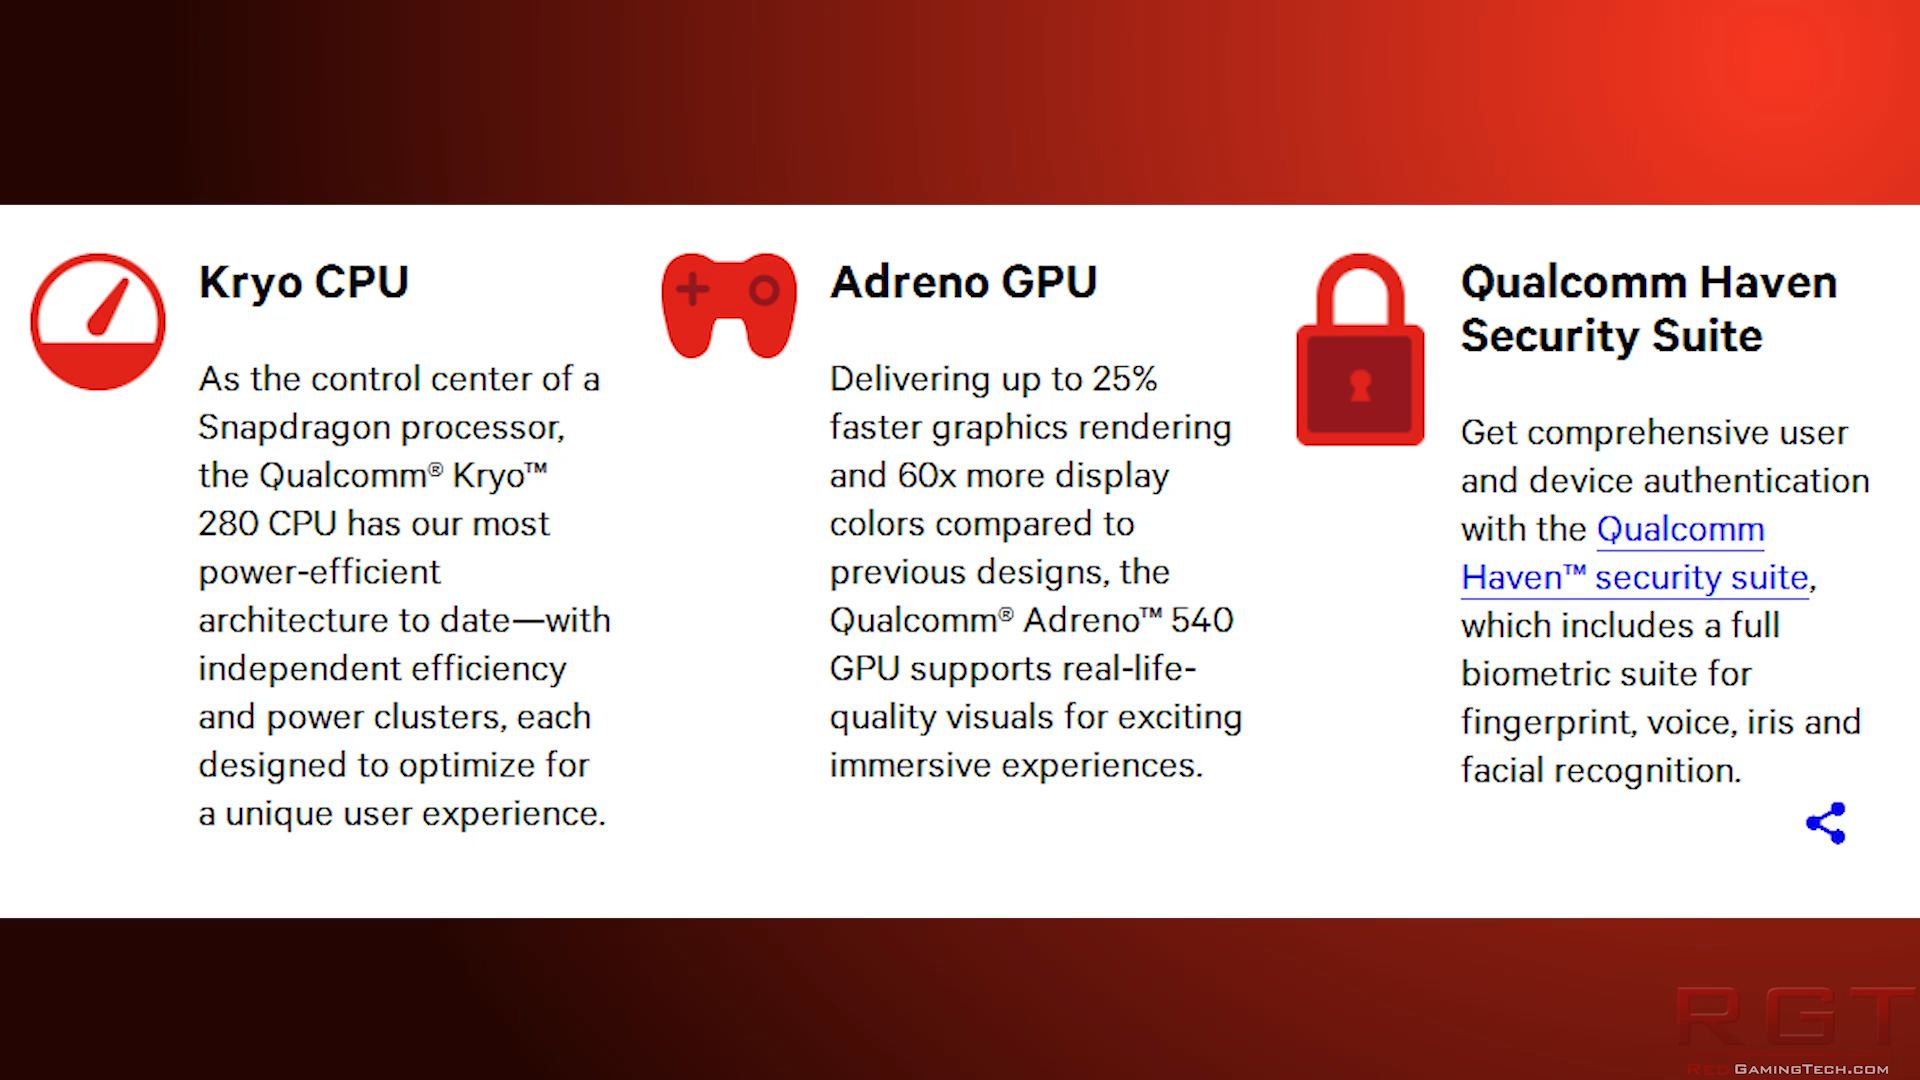 Kryo CPU
As the control center of a
Snapdragon processor,
the Qualcomm® Kryo™
280 CPU has our most
power-efficient
architecture to date—with
independent efficiency
and power clusters, each
designed to optimize for
a unique user experience.
Adreno GPU
Delivering up to 25%
faster graphics rendering
and 60x more display
colors compared to
previous designs, the
Qualcomm® Adreno™ 540
GPU supports real-life-
quality visuals for exciting
immersive experiences.
Qualcomm Haven
Security Suite
Get comprehensive user
and device authentication
with the Qualcomm
Haven™ security suite,
which includes a full
biometric suite for
fingerprint, voice, iris and
facial recognition.
RGT
RedGamingTech.com